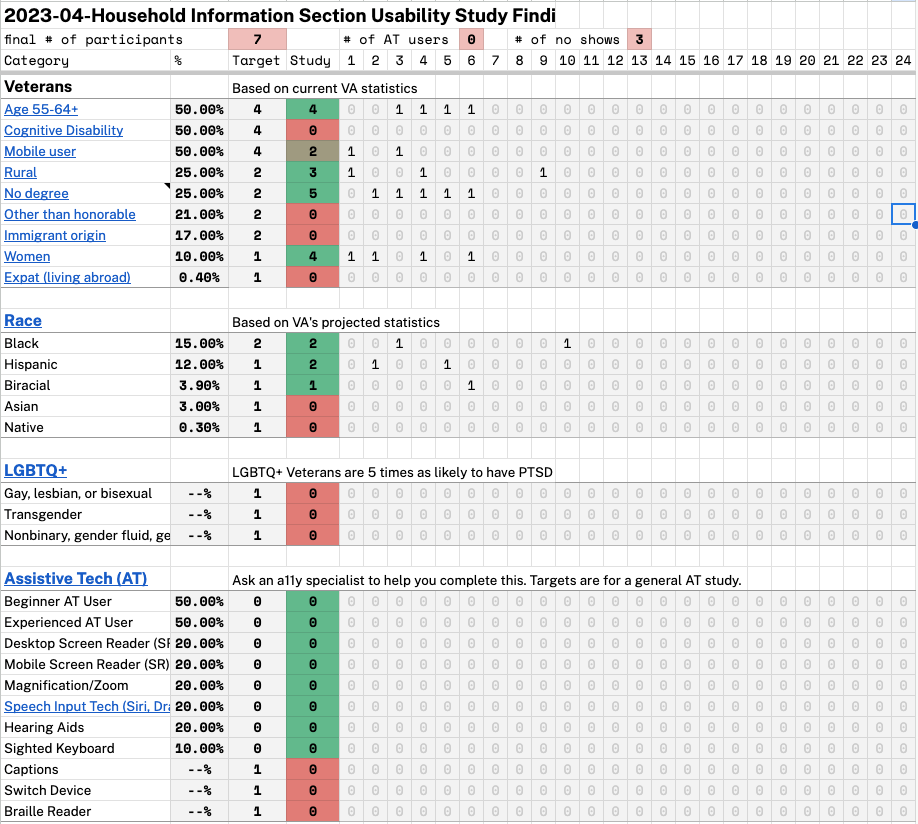 2023-04-Household Information Section Usability Study Findi
final # of participants 7 # of AT users 0 # of no shows 3
Category % Target Study 1 2 3 4 5 6 7 8 9 10 11 12 13 14 15 16 17 18 19 20 21 22 23 24
Veterans Based on current VA statistics
Age 55-64+ 50.00% 4 4 0 0 1 1 1 1 0 0 0 0 0 0 0 0 0 0 0 0 0 0 0 0 0 0
Cognitive Disability 50.00% 4 0 0 0 0 0 0 0 0 0 0 0 0 0 0 0 0 0 0 0 0 0 0 0 0 0
Mobile user 50.00% 4 2 1 0 1 0 0 0 0 0 0 0 0 0 0 0 0 0 0 0 0 0 0 0 0 0
Rural 25.00% 2 3 1 0 0 1 0 0 0 0 1 0 0 0 0 0 0 0 0 0 0 0 0 0 0 0
No degree 25.00% 2 5 0 1 1 1 1 1 0 0 0 0 0 0 0 0 0 0 0 0 0 0 0 0 0 0
Other than honorable 21.00% 2 0 0 0 0 0 0 0 0 0 0 0 0 0 0 0 0 0 0 0 0 0 0 0 0 0
Immigrant origin 17.00% 2 0 0 0 0 0 0 0 0 0 0 0 0 0 0 0 0 0 0 0 0 0 0 0 0 0
Women 10.00% 1 4 1 1 0 1 0 1 0 0 0 0 0 0 0 0 0 0 0 0 0 0 0 0 0 0
Expat (living abroad) 0.40% 1 0 0 0 0 0 0 0 0 0 0 0 0 0 0 0 0 0 0 0 0 0 0 0 0 0
Race Based on VA's projected statistics
Black 15.00% 2 2 0 0 1 0 0 0 0 0 0 1 0 0 0 0 0 0 0 0 0 0 0 0 0 0
Hispanic 12.00% 1 2 0 1 0 0 1 0 0 0 0 0 0 0 0 0 0 0 0 0 0 0 0 0 0 0
Biracial 3.90% 1 1 0 0 0 0 0 1 0 0 0 0 0 0 0 0 0 0 0 0 0 0 0 0 0 0
Asian 3.00% 1 0 0 0 0 0 0 0 0 0 0 0 0 0 0 0 0 0 0 0 0 0 0 0 0 0
Native 0.30% 1 0 0 0 0 0 0 0 0 0 0 0 0 0 0 0 0 0 0 0 0 0 0 0 0 0
LGBTQ+ LGBTQ+ Veterans are 5 times as likely to have PTSD
Gay, lesbian, or bisexual --% 1 0 0 0 0 0 0 0 0 0 0 0 0 0 0 0 0 0 0 0 0 0 0 0 0 0
Transgender --% 1 0 0 0 0 0 0 0 0 0 0 0 0 0 0 0 0 0 0 0 0 0 0 0 0 0
Nonbinary, gender fluid, ge --% 1 0 0 0 0 0 0 0 0 0 0 0 0 0 0 0 0 0 0 0 0 0 0 0 0 0
Assistive Tech (AT) Ask an a11y specialist to help you complete this. Targets are for a general AT study.
Beginner AT User 50.00% 0 0 0 0 0 0 0 0 0 0 0 0 0 0 0 0 0 0 0 0 0 0 0 0 0 0
Experienced AT User 50.00% 0 0 0 0 0 0 0 0 0 0 0 0 0 0 0 0 0 0 0 0 0 0 0 0 0 0
Desktop Screen Reader (SR 20.00% 0 0 0 0 0 0 0 0 0 0 0 0 0 0 0 0 0 0 0 0 0 0 0 0 0 0
Mobile Screen Reader (SR) 20.00% 0 0 0 0 0 0 0 0 0 0 0 0 0 0 0 0 0 0 0 0 0 0 0 0 0 0
Magnification/Zoom 20.00% 0 0 0 0 0 0 0 0 0 0 0 0 0 0 0 0 0 0 0 0 0 0 0 0 0 0
Speech Input Tech (Siri, Dra 20.00% 0 0 0 0 0 0 0 0 0 0 0 0 0 0 0 0 0 0 0 0 0 0 0 0 0 0
Hearing Aids 20.00% 0 0 0 0 0 0 0 0 0 0 0 0 0 0 0 0 0 0 0 0 0 0 0 0 0 0
Sighted Keyboard 10.00% 0 0 0 0 0 0 0 0 0 0 0 0 0 0 0 0 0 0 0 0 0 0 0 0 0 0
Captions --% 1 0 0 0 0 0 0 0 0 0 0 0 0 0 0 0 0 0 0 0 0 0 0 0 0 0
Switch Device --% 1 0 0 0 0 0 0 0 0 0 0 0 0 0 0 0 0 0 0 0 0 0 0 0 0 0
Braille Reader --% 1 0 0 0 0 0 0 0 0 0 0 0 0 0 0 0 0 0 0 0 0 0 0 0 0 0